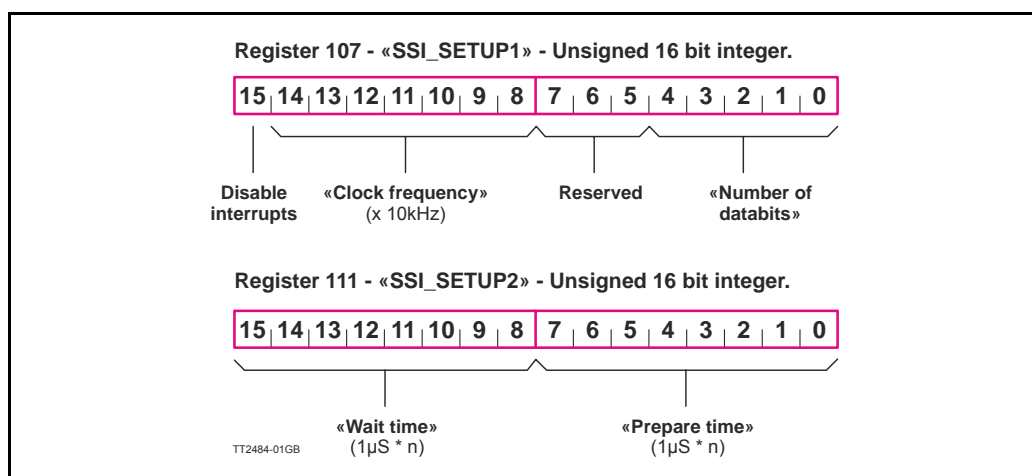 Register 107 - «SSI_SETUP1» - Unsigned 16 bit integer.
15 14 13 12 11 10 9 8 7 6 5 4 3 2 1 0
Disable interrupts
«Clock frequency»
(x 10kHz)
Reserved
«Number of databits»
Register 111 - «SSI_SETUP2» - Unsigned 16 bit integer.
15 14 13 12 11 10 9 8 7 6 5 4 3 2 1 0
«Wait time»
(1µS * n)
«Prepare time»
(1µS * n)
TT2484-01GB